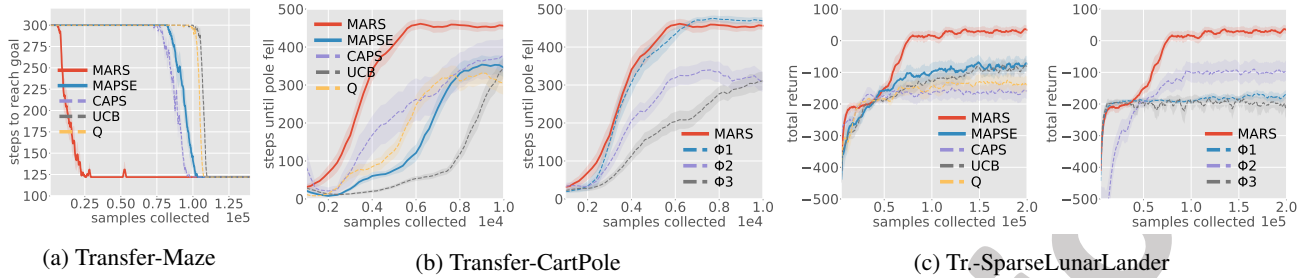 300
275
250
225
200
175
150
125
100
steps to reach goal
MARS
MAPSE
CAPS
UCB
Q
0.25 0.50 0.75 1.00 1.25
samples collected 1e5
(a) Transfer-Maze
500
400
300
200
100
0
steps until pole fell
MARS
MAPSE
CAPS
UCB
Q
0.2 0.4 0.6 0.8 1.0
samples collected 1e4
500
400
300
200
100
0
steps until pole fell
MARS
Φ1
Φ2
Φ3
0.2 0.4 0.6 0.8 1.0
samples collected 1e4
(b) Transfer-CartPole
100
0
−100
−200
−300
−400
−500
total return
MARS
MAPSE
CAPS
UCB
Q
0.5 1.0 1.5 2.0
samples collected 1e5
100
0
−100
−200
−300
−400
−500
total return
MARS
Φ1
Φ2
Φ3
0.5 1.0 1.5 2.0
samples collected 1e5
(c) Tr.-SparseLunarLander